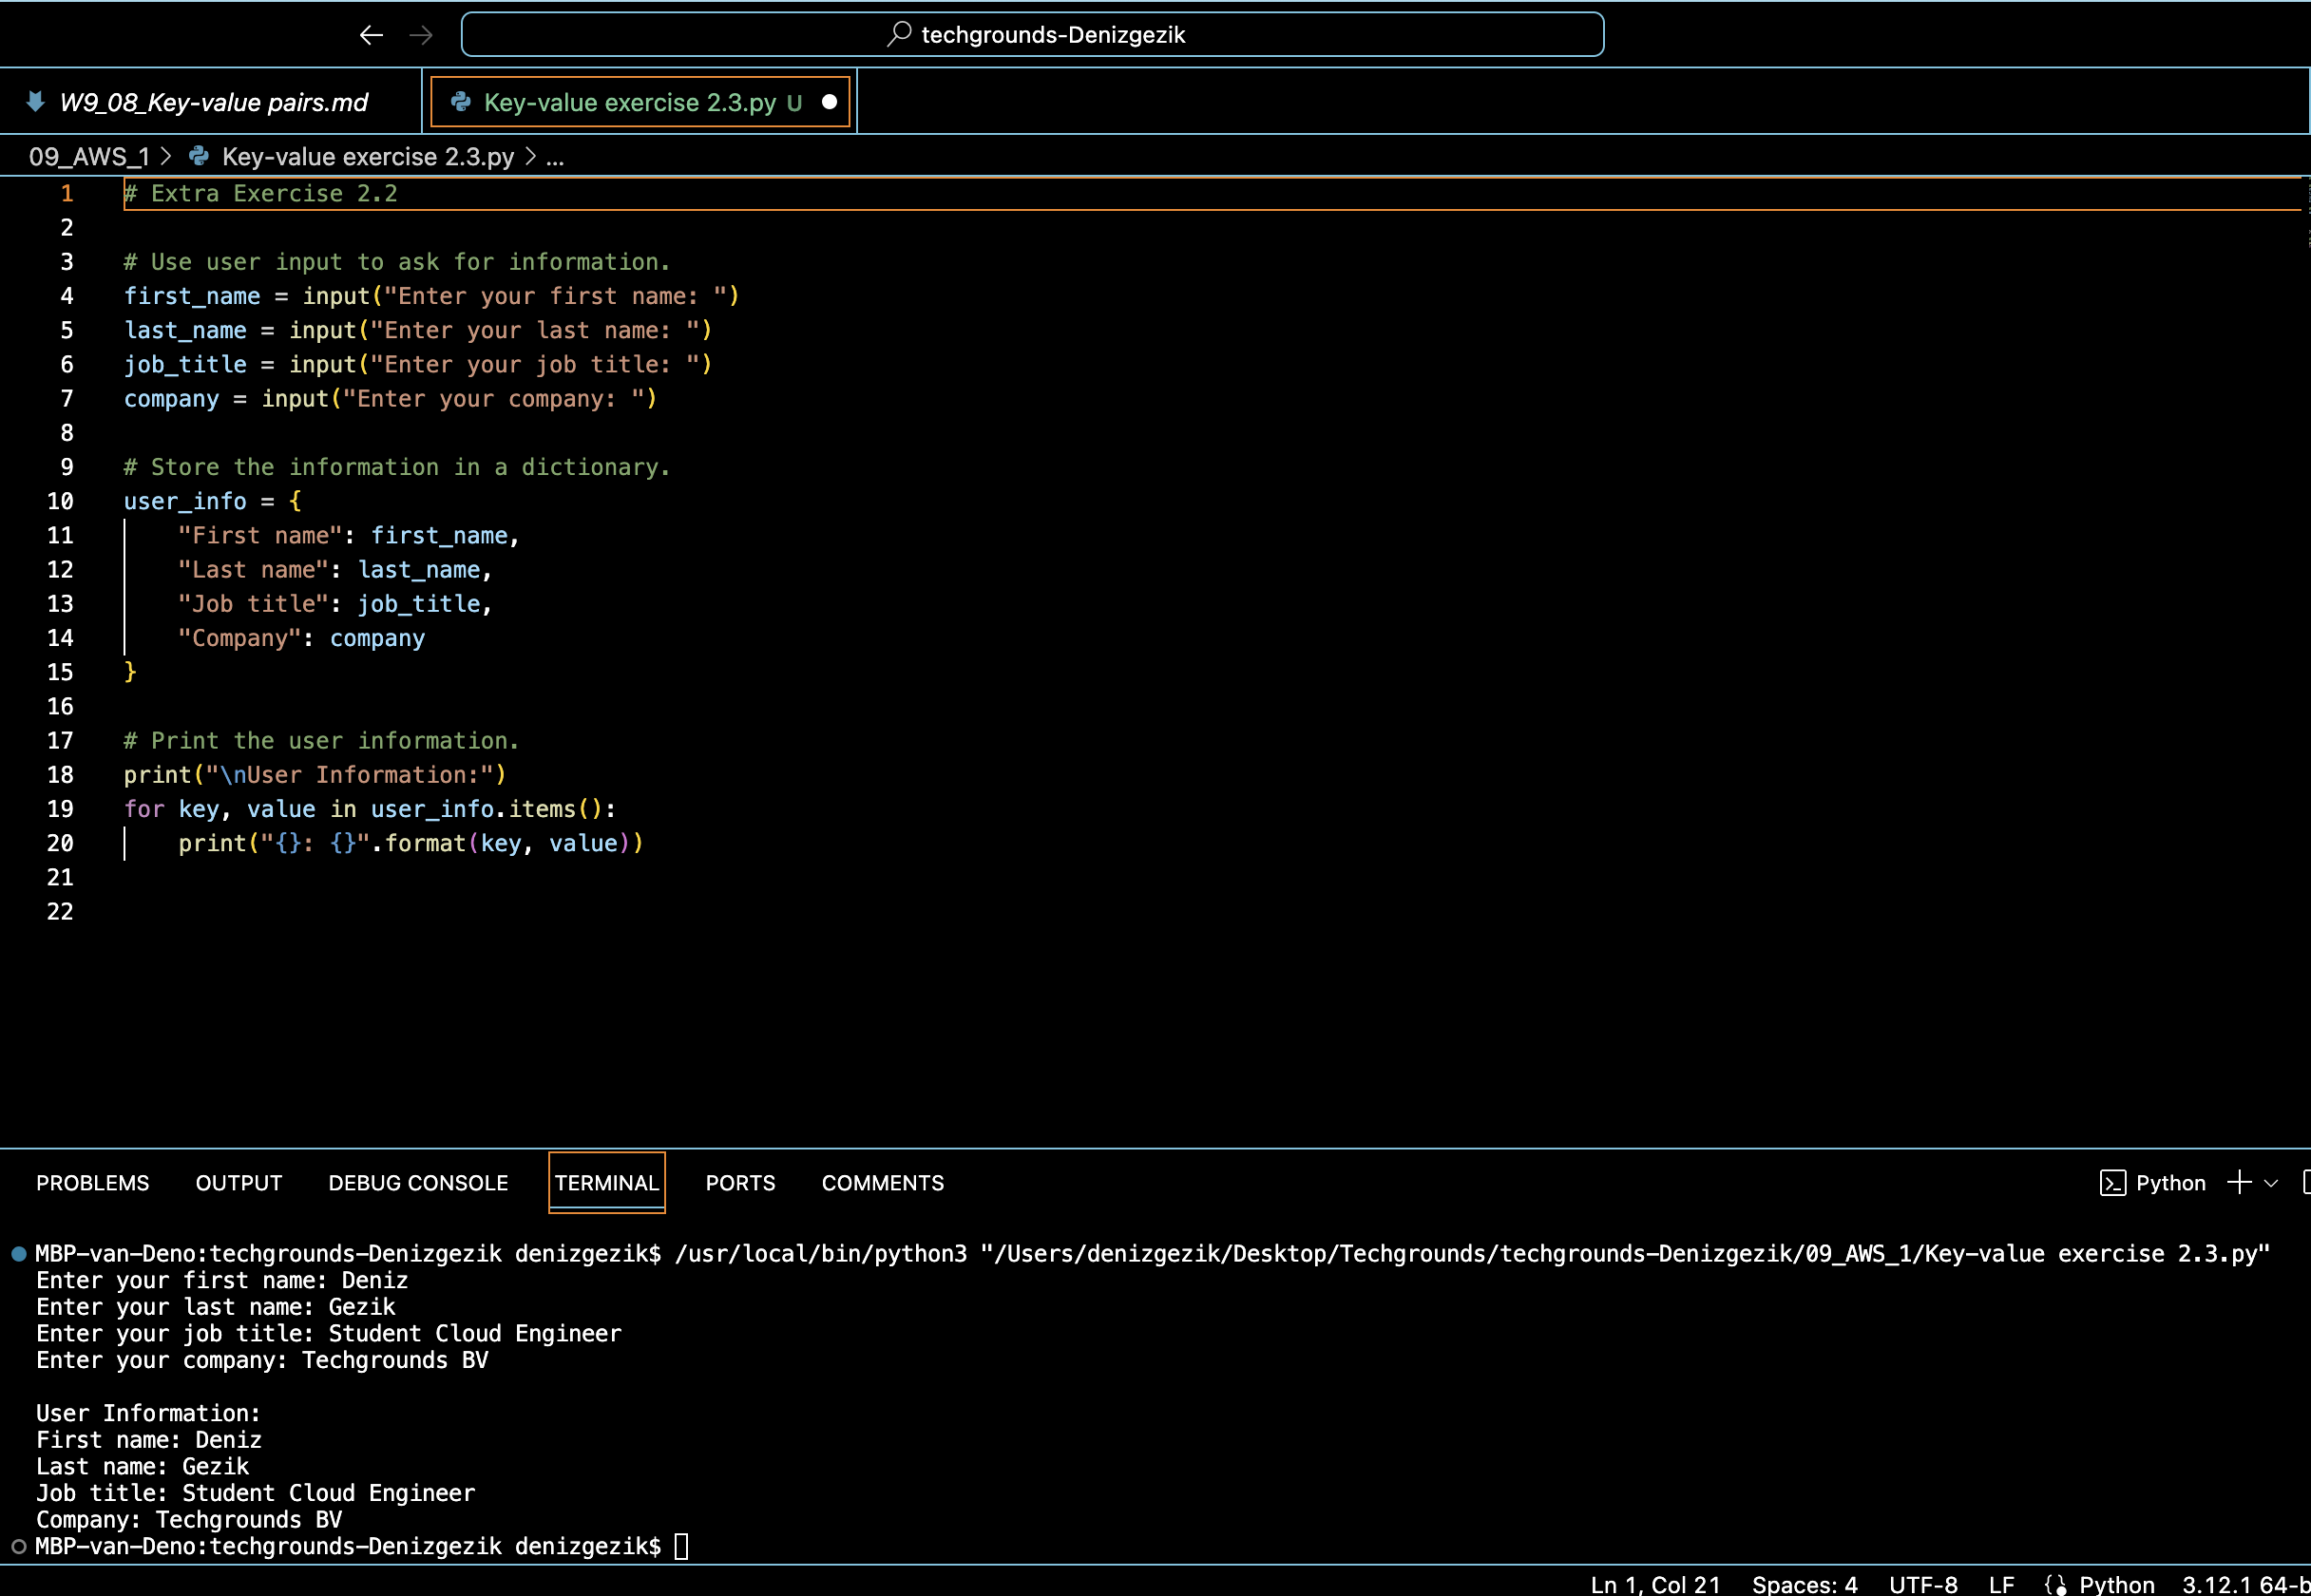 techgrounds-Denizgezik
W9_08_Key-value pairs.md
Key-value exercise 2.3.py U
09_AWS_1 > Key-value exercise 2.3.py > ...
1 # Extra Exercise 2.2
2
3 # Use user input to ask for information.
4 first_name = input("Enter your first name: ")
5 last_name = input("Enter your last name: ")
6 job_title = input("Enter your job title: ")
7 company = input("Enter your company: ")
8
9 # Store the information in a dictionary.
10 user_info = {
11     "First name": first_name,
12     "Last name": last_name,
13     "Job title": job_title,
14     "Company": company
15 }
16
17 # Print the user information.
18 print("\nUser Information:")
19 for key, value in user_info.items():
20     print("{}: {}".format(key, value))
21
22
PROBLEMS OUTPUT DEBUG CONSOLE TERMINAL PORTS COMMENTS Python
MBP-van-Deno:techgrounds-Denizgezik denizgezik$ /usr/local/bin/python3 "/Users/denizgezik/Desktop/Techgrounds/techgrounds-Denizgezik/09_AWS_1/Key-value exercise 2.3.py"
Enter your first name: Deniz
Enter your last name: Gezik
Enter your job title: Student Cloud Engineer
Enter your company: Techgrounds BV
User Information:
First name: Deniz
Last name: Gezik
Job title: Student Cloud Engineer
Company: Techgrounds BV
MBP-van-Deno:techgrounds-Denizgezik denizgezik$
Ln 1, Col 21 Spaces: 4 UTF-8 LF Python 3.12.1 64-b